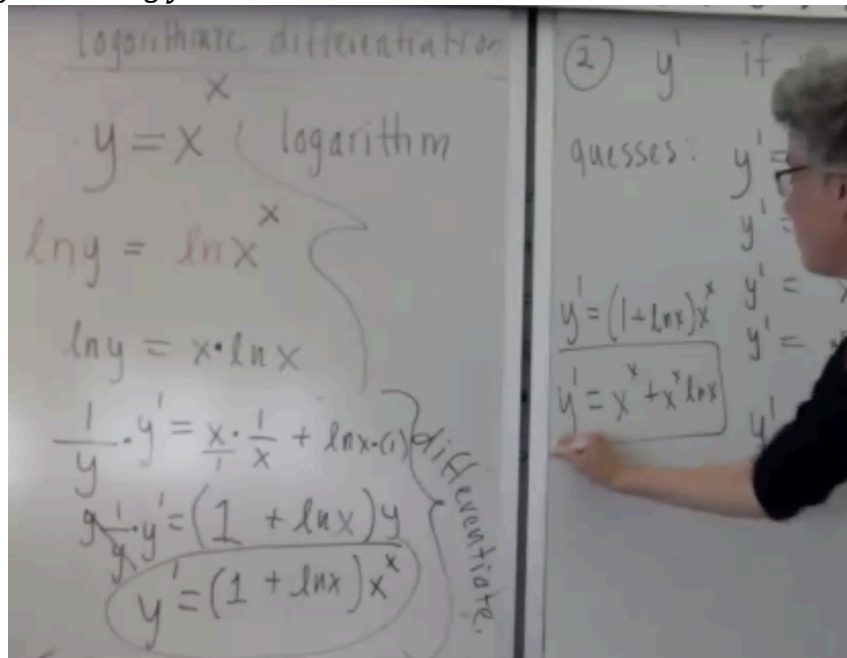 logarithmic differentiation
y = x^x
logarithm
ln y = ln x^x
ln y = x · ln x
1/y · y' = x/1 · 1/x + ln x · (1)
y 1/y · y' = (1 + ln x) y
y' = (1 + ln x) x^x
differentiate.
② y' if
guesses: y' =
y' =
y' = (1 + ln x) x^x
y' =
y' = x^x + x^x ln x
y' =
y'